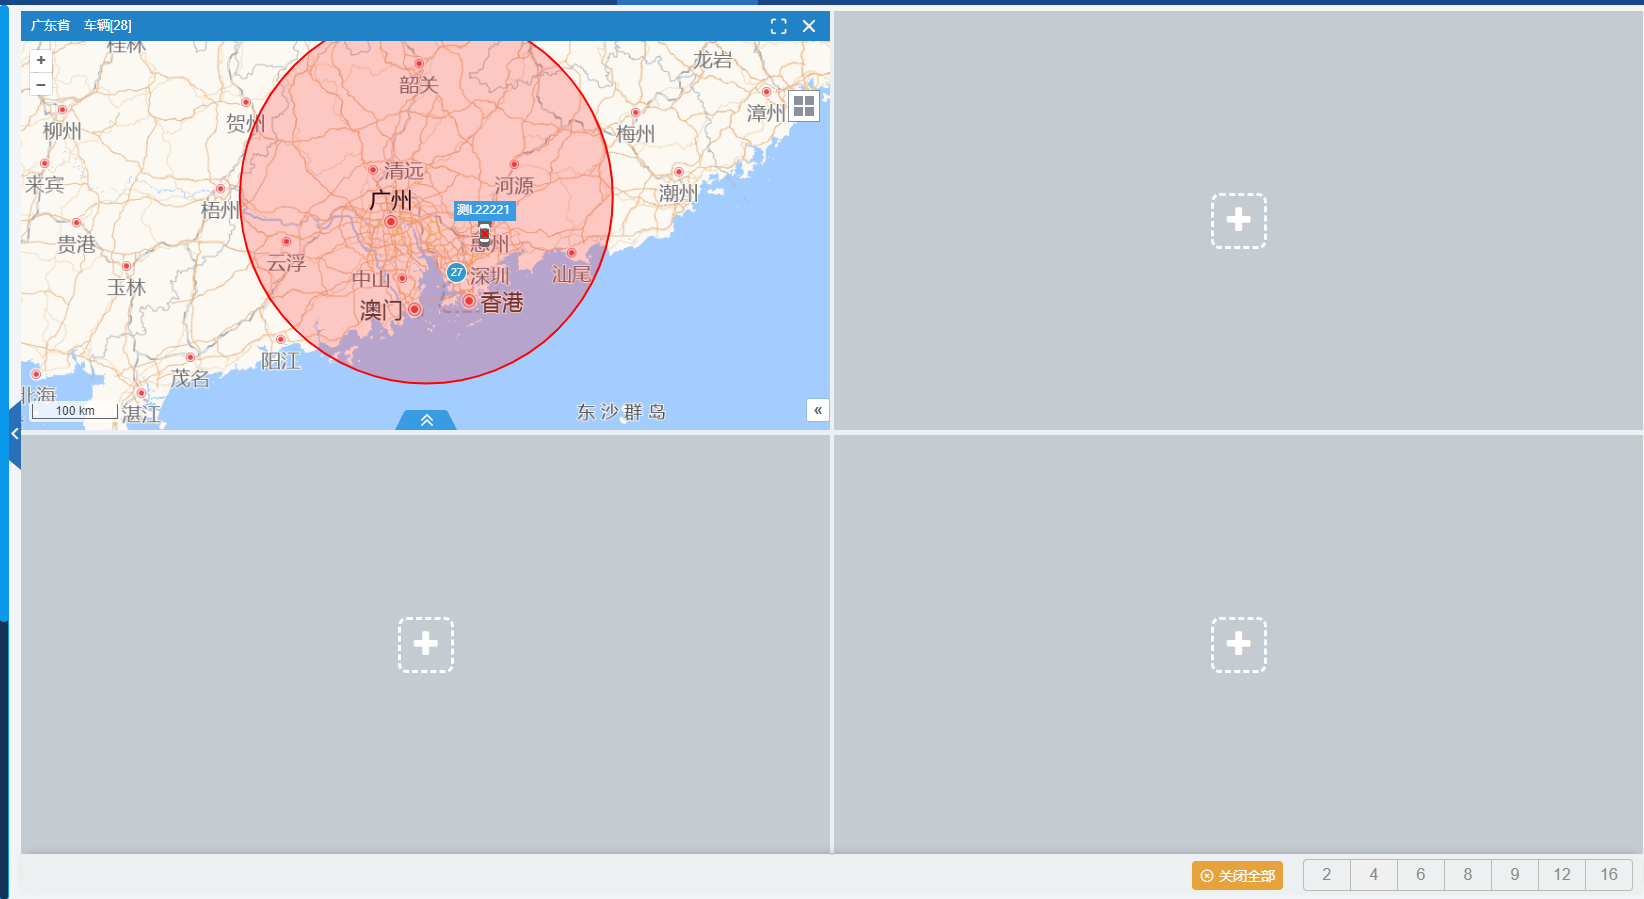 广东省 车辆[28]
桂林
龙岩
+
−
韶关
漳州
柳州
贺州
梅州
来宾
清远
河源
潮州
广州
梧州
测L22221
贵港
惠州
云浮
玉林
中山
27
深圳
汕尾
澳门
香港
阳江
茂名
北海
100 km
湛江
东沙群岛
«
关闭全部
2
4
6
8
9
12
16